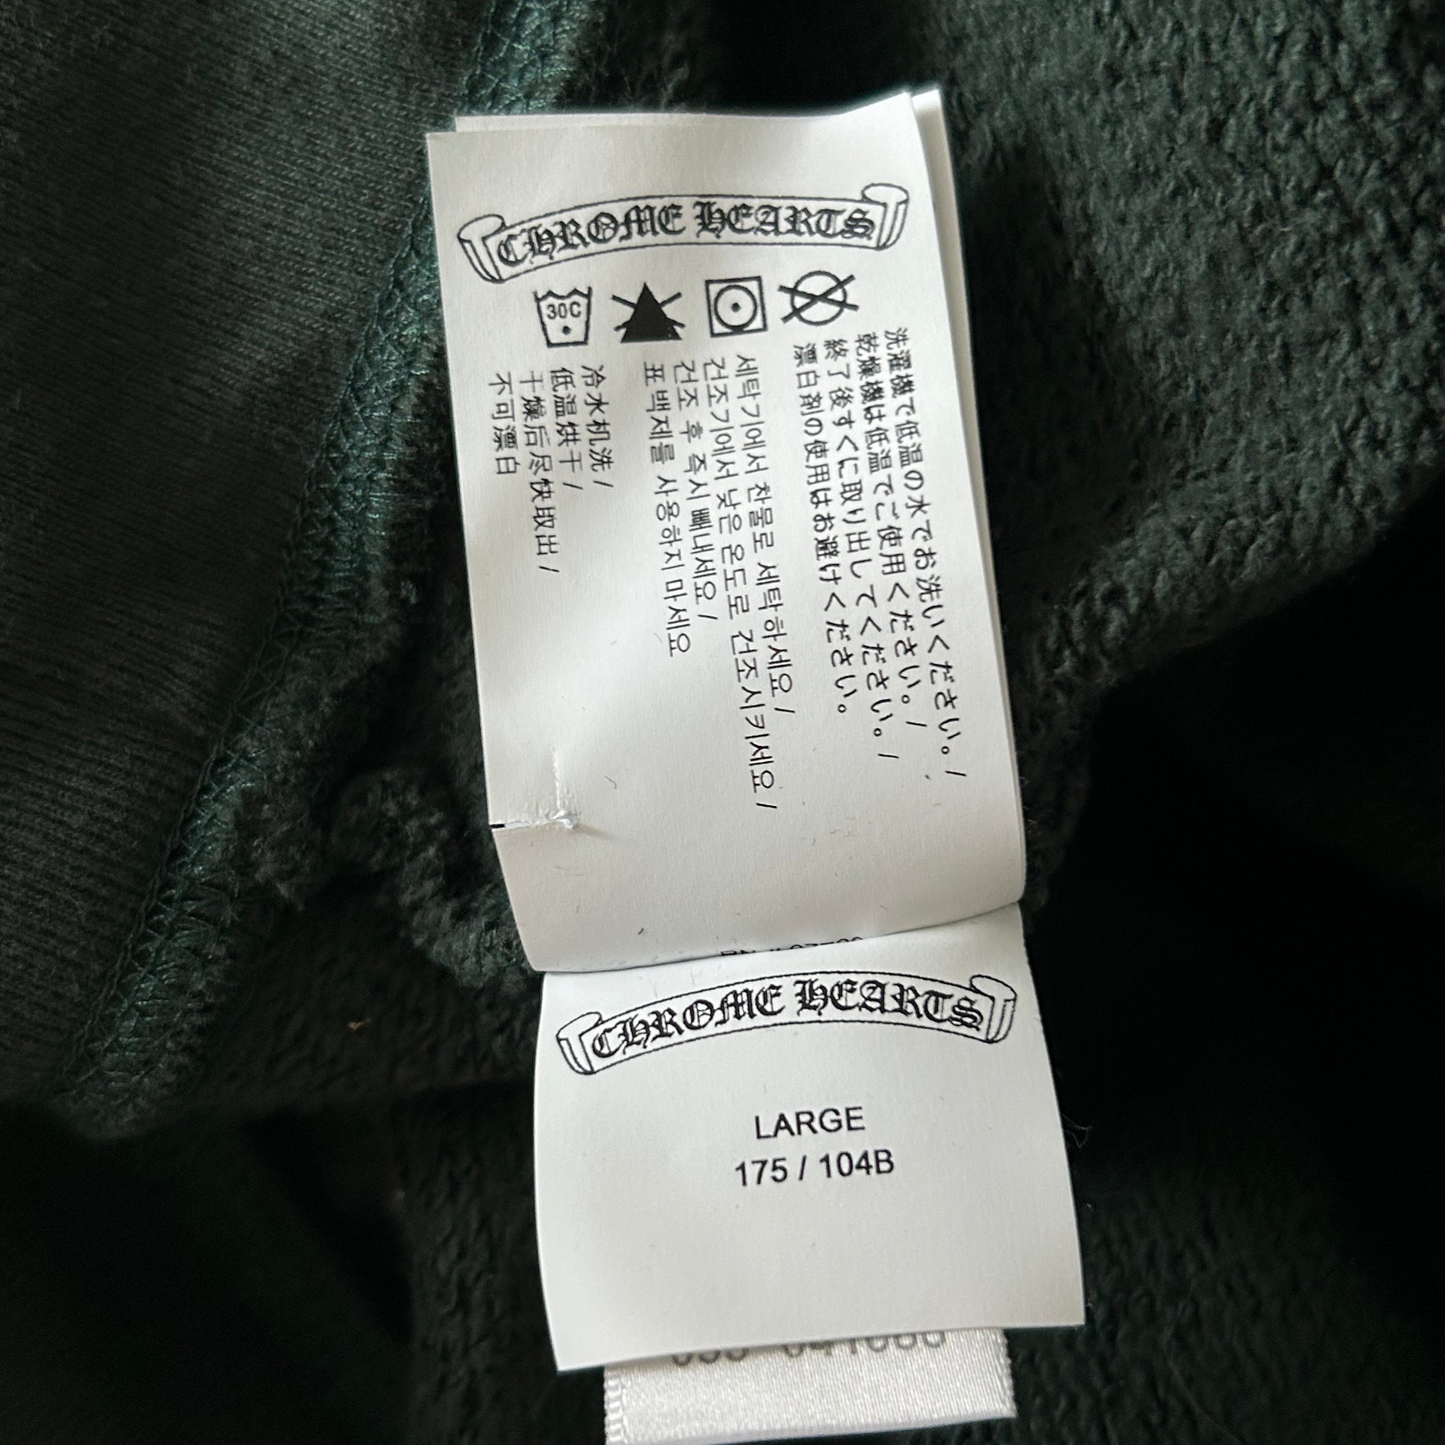 CHROME HEARTS
30C
洗濯機で低温の水でお洗いください。/
乾燥機は低温でご使用ください。/
終了後すぐに取り出してください。/
漂白剤の使用はお避けください。
세탁기에서 찬물로 세탁하세요 /
건조기에서 낮은 온도로 건조시키세요 /
건조 후 즉시 빼내세요 /
표백제를 사용하지 마세요
冷水机洗 /
低温烘干 /
干燥后尽快取出 /
不可漂白
CHROME HEARTS
LARGE
175 / 104B